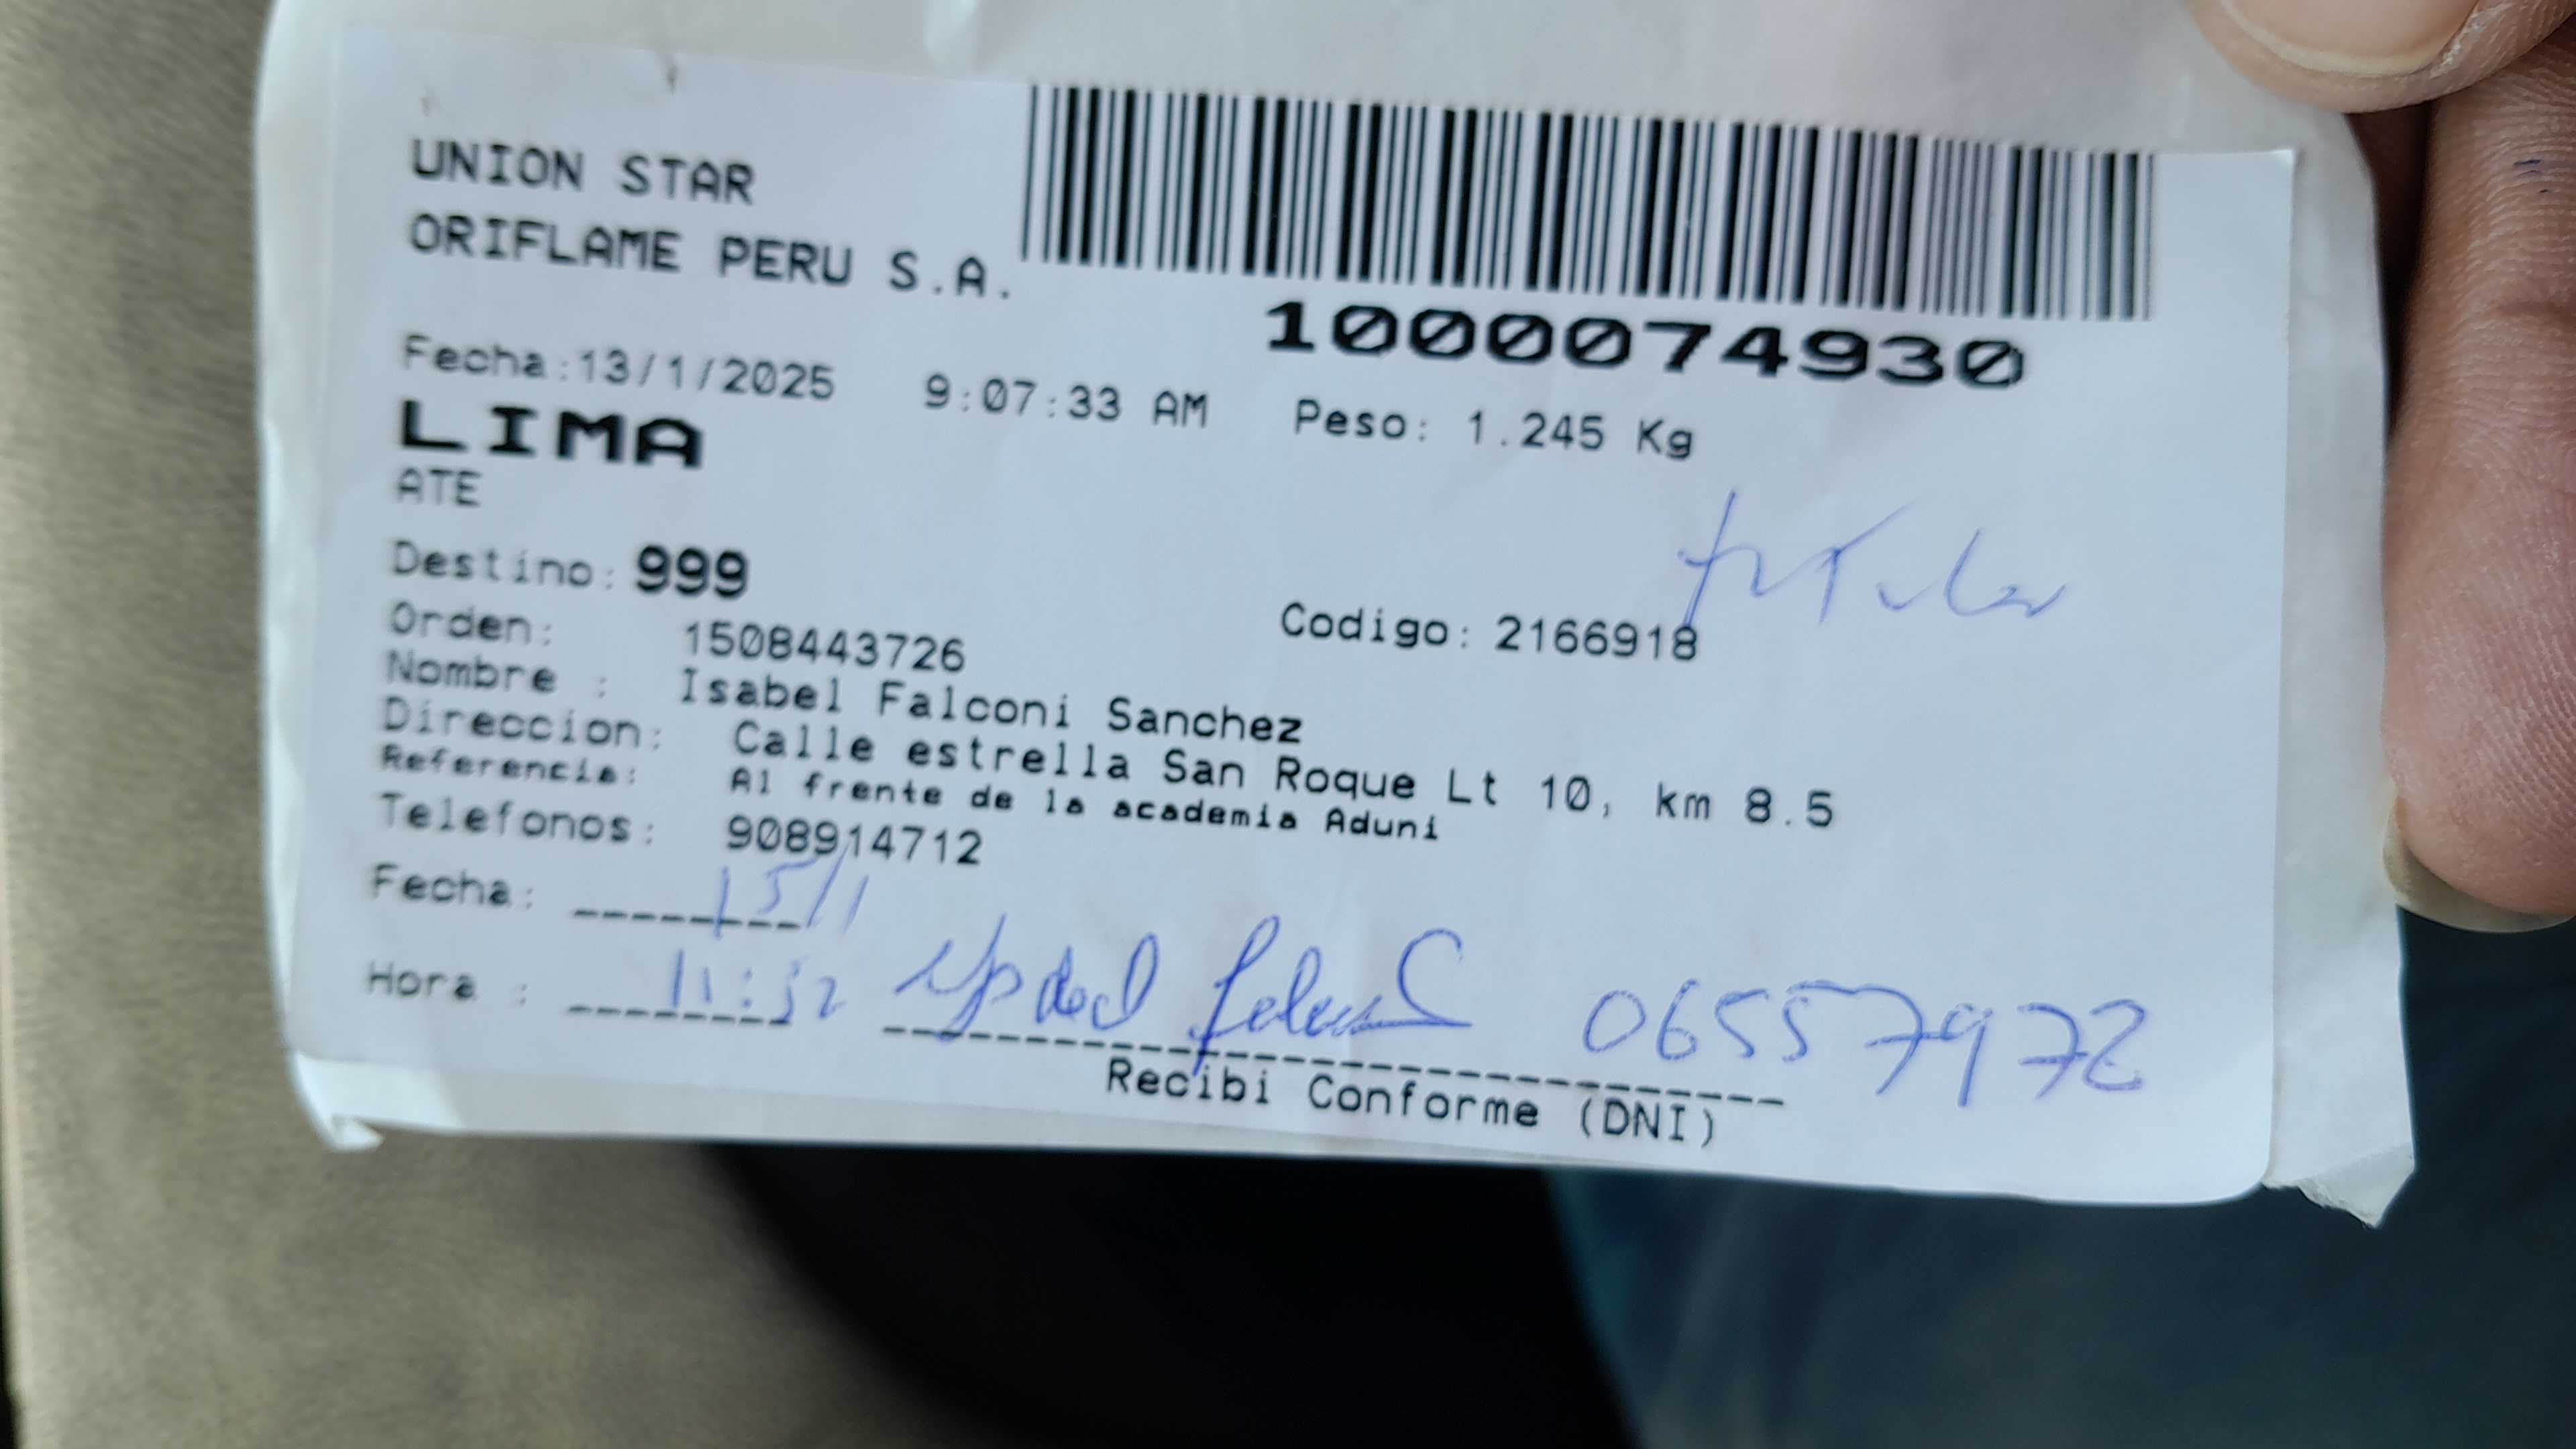 UNION STAR
ORIFLAME PERU S.A.
1000074930
Fecha:13/1/2025 9:07:33 AM Peso: 1.245 Kg
LIMA
ATE
Destino: 999
Orden: 1508443726 Codigo: 2166918
Nombre : Isabel Falconi Sanchez
Direccion: Calle estrella San Roque Lt 10, km 8.5
Referencia: Al frente de la academia Aduni
Telefonos: 908914712
Fecha: 15/1
Hora : 11:52 06557972
Recibi Conforme (DNI)